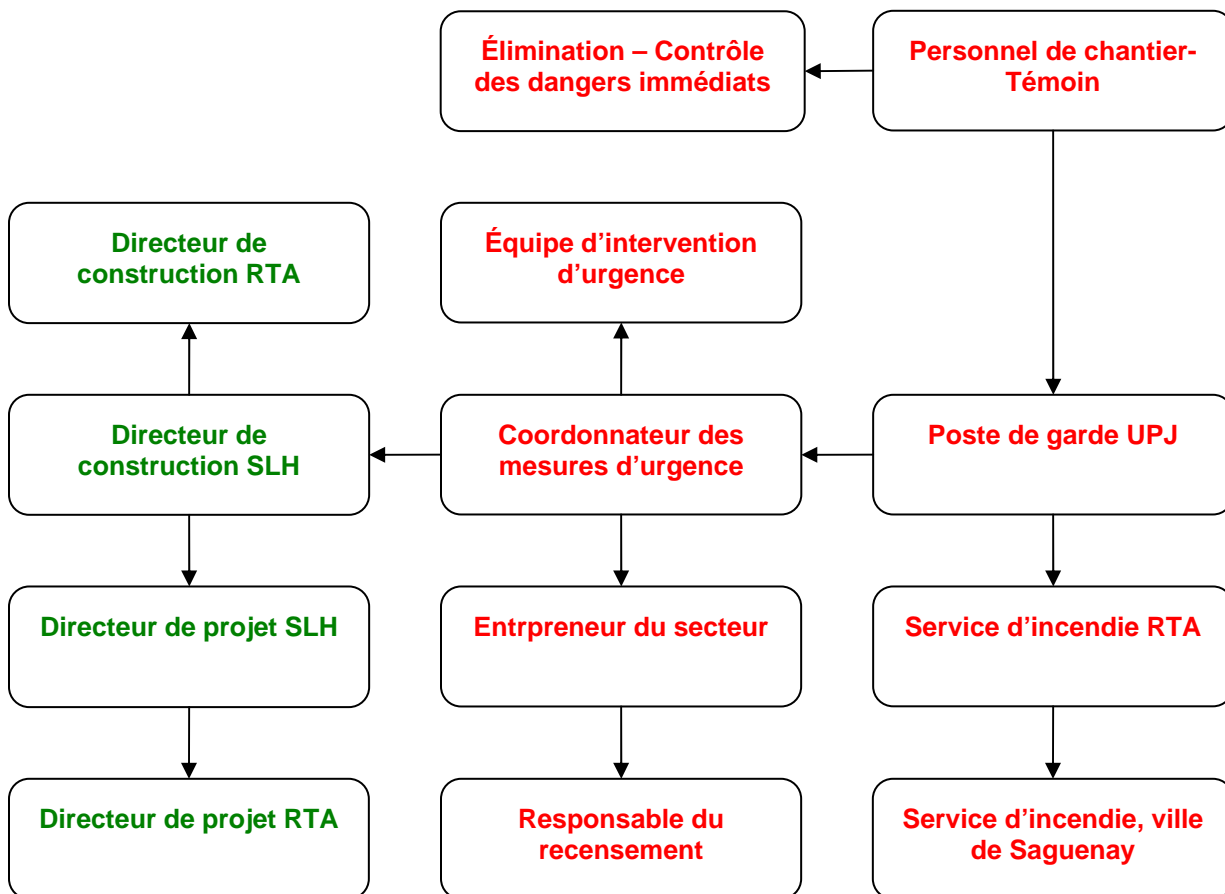 Élimination – Contrôle
des dangers immédiats
Personnel de chantier-
Témoin
Directeur de
construction RTA
Équipe d’intervention
d’urgence
Directeur de
construction SLH
Coordonnateur des
mesures d’urgence
Poste de garde UPJ
Directeur de projet SLH
Entrpreneur du secteur
Service d’incendie RTA
Directeur de projet RTA
Responsable du
recensement
Service d’incendie, ville
de Saguenay